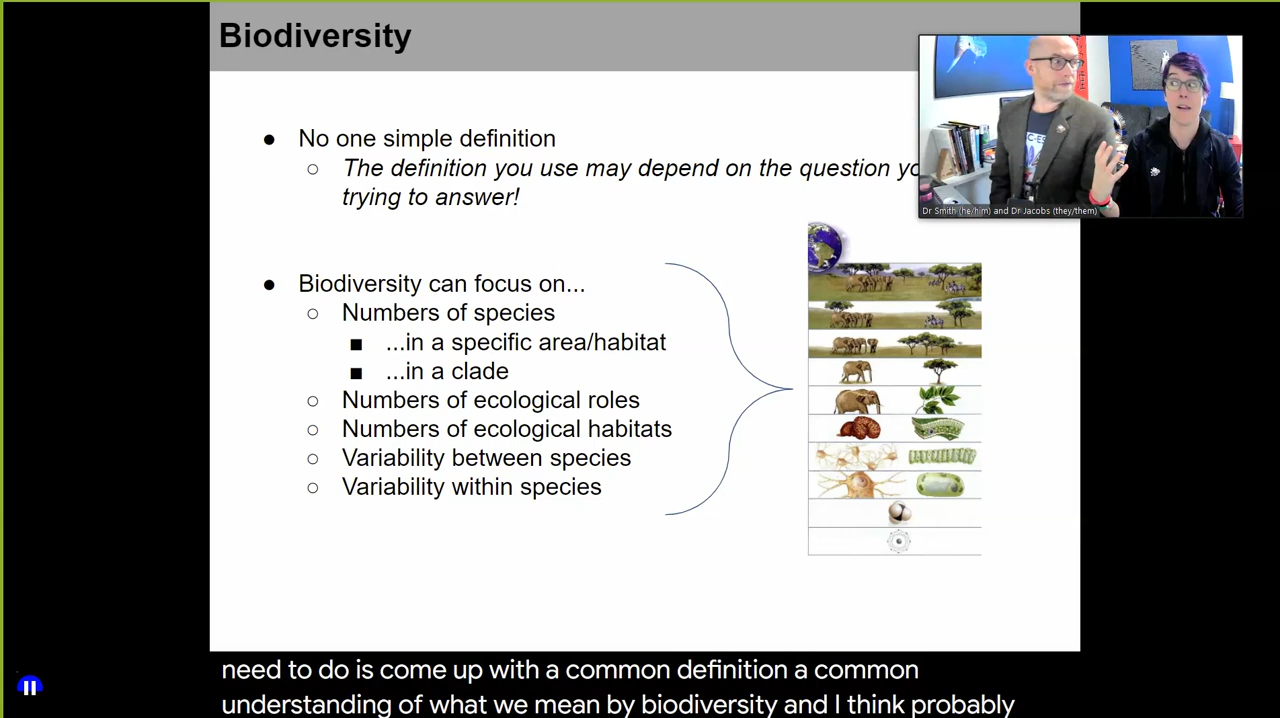 Biodiversity
● No one simple definition
○ The definition you use may depend on the question
trying to answer!
● Biodiversity can focus on...
○ Numbers of species
■ ...in a specific area/habitat
■ ...in a clade
○ Numbers of ecological roles
○ Numbers of ecological habitats
○ Variability between species
○ Variability within species
Dr Smith (he/him) and Dr Jacobs (they/them)
need to do is come up with a common definition a common
understanding of what we mean by biodiversity and I think probably